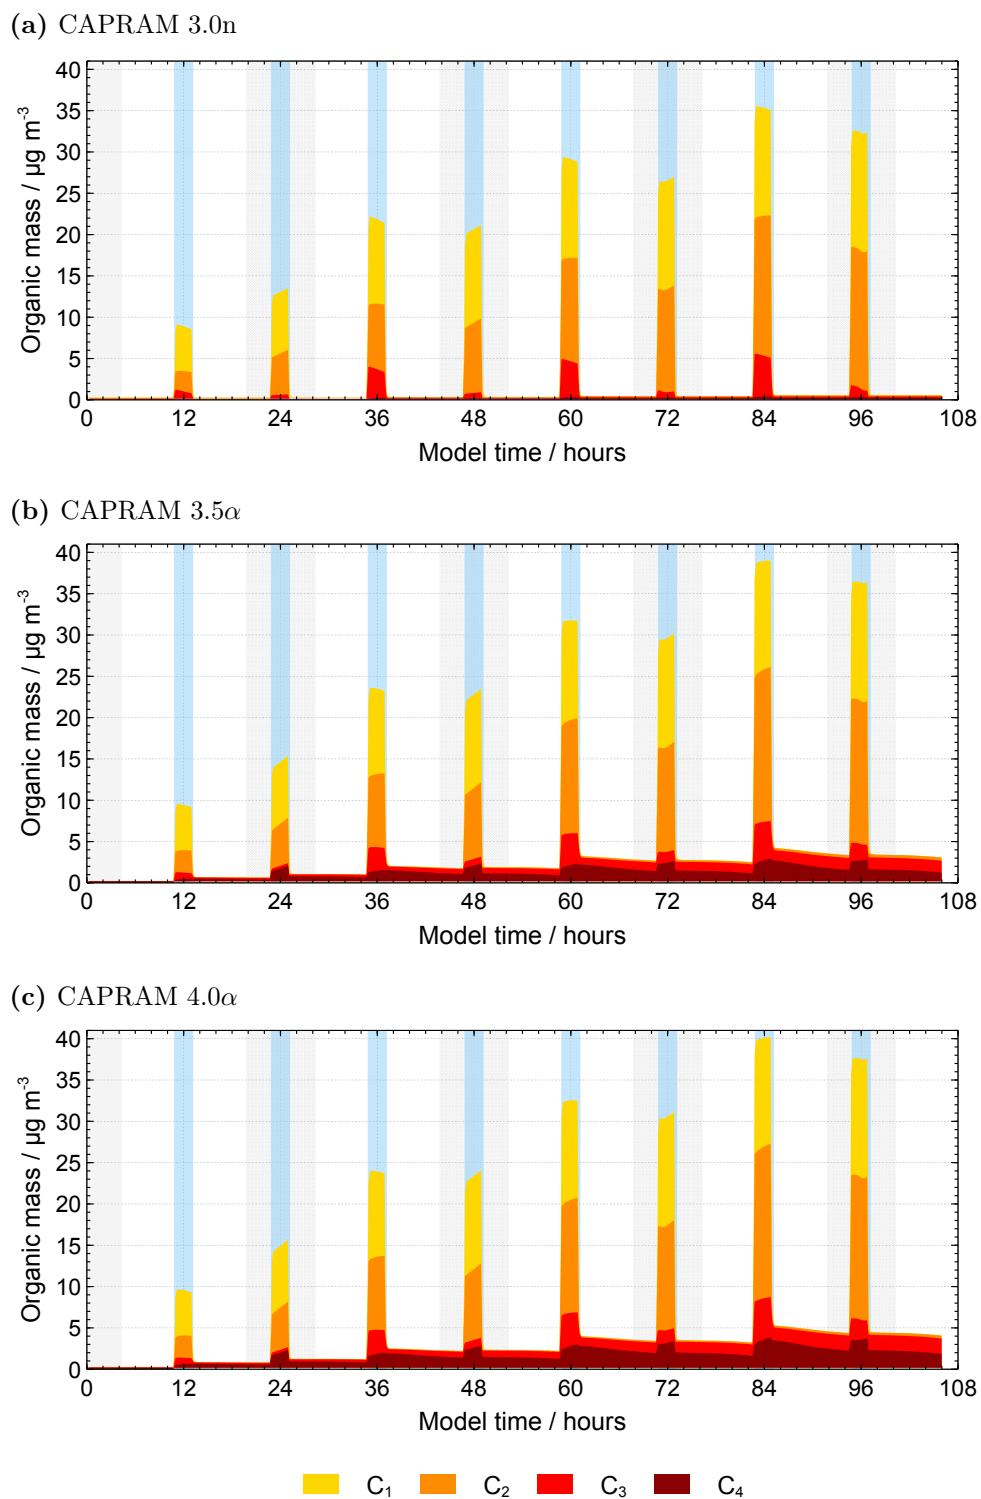 (a) CAPRAM 3.0n
Organic mass / µg m⁻³
40
35
30
25
20
15
10
5
0
0 12 24 36 48 60 72 84 96 108
Model time / hours
(b) CAPRAM 3.5α
Organic mass / µg m⁻³
40
35
30
25
20
15
10
5
0
0 12 24 36 48 60 72 84 96 108
Model time / hours
(c) CAPRAM 4.0α
Organic mass / µg m⁻³
40
35
30
25
20
15
10
5
0
0 12 24 36 48 60 72 84 96 108
Model time / hours
C₁ C₂ C₃ C₄